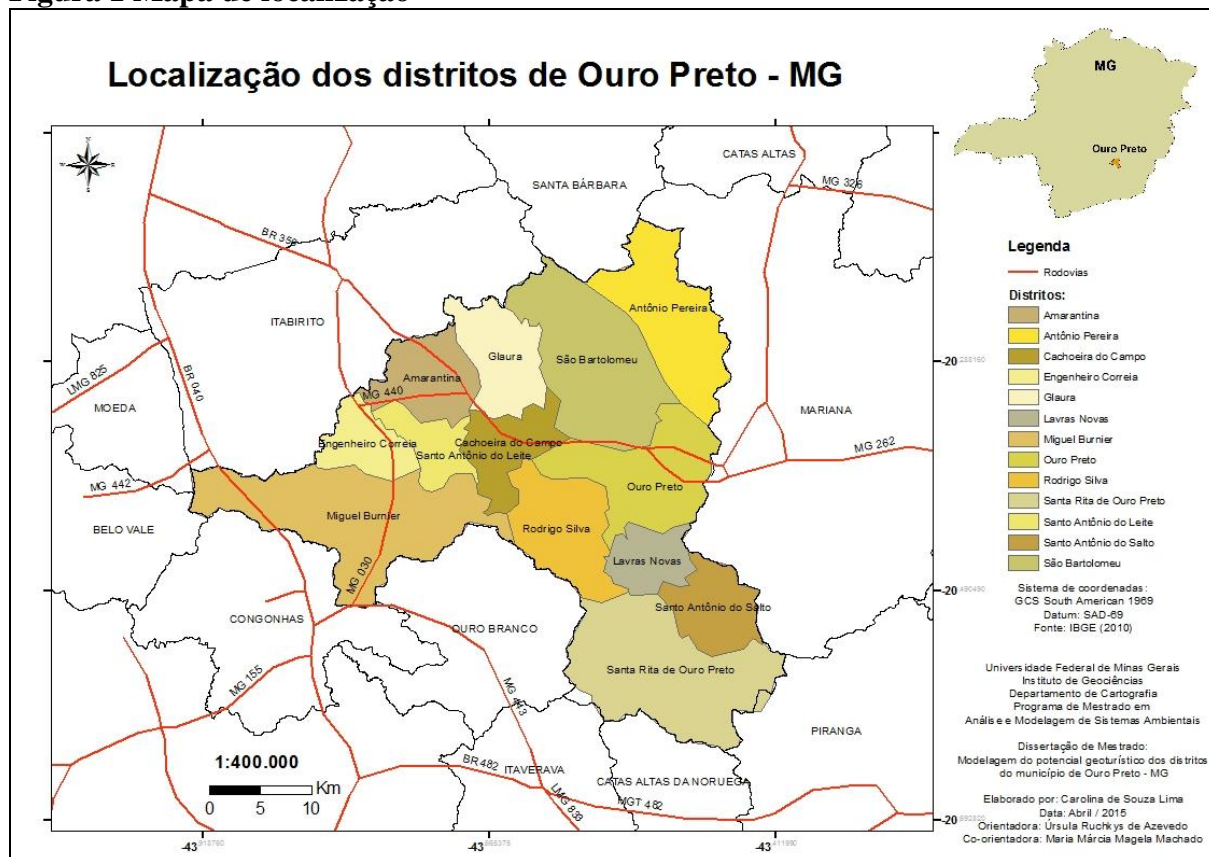 Figura 1 Mapa de localização
Localização dos distritos de Ouro Preto - MG
MG
Ouro Preto
CATAS ALTAS
SANTA BÁRBARA
MG 326
BR 356
Antônio Pereira
ITABIRITO
Glaura
São Bartolomeu
LMG 825
BR 040
Amarantina
MG 440
MOEDA
MARIANA
Engenheiro Correia
Cachoeira do Campo
Santo Antônio do Leite
MG 262
MG 442
Ouro Preto
BELO VALE
Miguel Burnier
Rodrigo Silva
Lavras Novas
MG 030
Santo Antônio do Salto
CONGONHAS
OURO BRANCO
MG 155
Santa Rita de Ouro Preto
MG 443
PIRANGA
BR 482
ITAVERAVA
CATAS ALTAS DA NORUEGA
MGT 482
LMG 839
1:400.000
0 5 10 Km
-20
-20
-20
-43
-43
-43
Legenda
Rodovias
Distritos:
Amarantina
Antônio Pereira
Cachoeira do Campo
Engenheiro Correia
Glaura
Lavras Novas
Miguel Burnier
Ouro Preto
Rodrigo Silva
Santa Rita de Ouro Preto
Santo Antônio do Leite
Santo Antônio do Salto
São Bartolomeu
Sistema de coordenadas:
GCS South American 1969
Datum: SAD-69
Fonte: IBGE (2010)
Universidade Federal de Minas Gerais
Instituto de Geociências
Departamento de Cartografia
Programa de Mestrado em
Análise e Modelagem de Sistemas Ambientais
Dissertação de Mestrado:
Modelagem do potencial geoturístico dos distritos
do município de Ouro Preto - MG
Elaborado por: Carolina de Souza Lima
Data: Abril / 2015
Orientadora: Úrsula Ruchkys de Azevedo
Co-orientadora: Maria Márcia Magela Machado